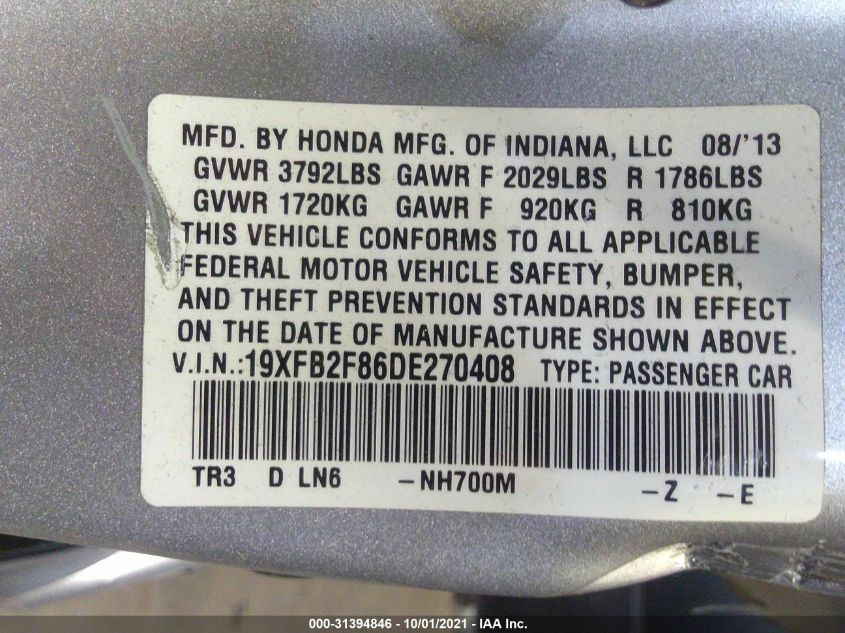 MFD. BY HONDA MFG. OF INDIANA, LLC 08/'13
GVWR 3792LBS GAWR F 2029LBS R 1786LBS
GVWR 1720KG GAWR F 920KG R 810KG
THIS VEHICLE CONFORMS TO ALL APPLICABLE
FEDERAL MOTOR VEHICLE SAFETY, BUMPER,
AND THEFT PREVENTION STANDARDS IN EFFECT
ON THE DATE OF MANUFACTURE SHOWN ABOVE.
V.I.N.:19XFB2F86DE270408 TYPE: PASSENGER CAR
TR3 D LN6 -NH700M -Z -E
000-31394846 - 10/01/2021 - IAA Inc.